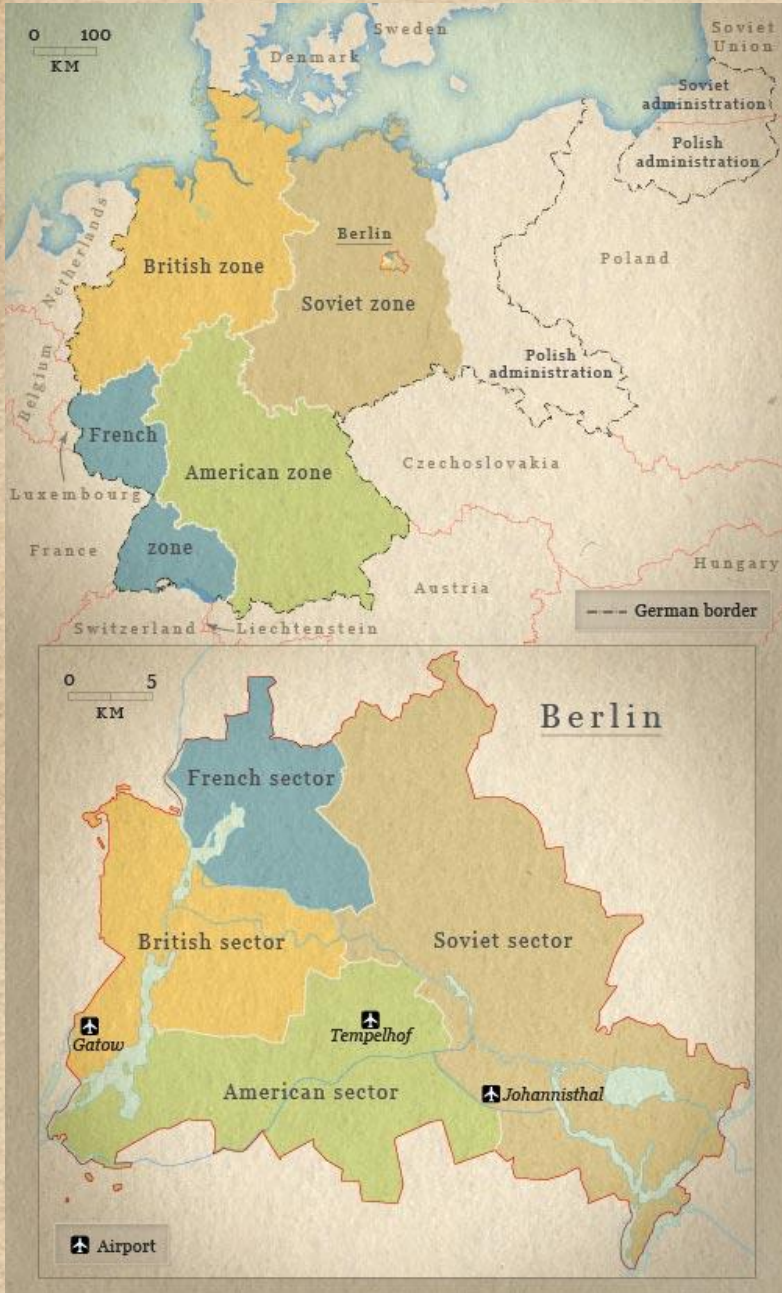 0 100
KM
Sweden
Denmark
Soviet
Union
Soviet
administration
Polish
administration
Netherlands
British zone
Berlin
Soviet zone
Poland
Belgium
Polish
administration
French
American zone
Czechoslovakia
Luxembourg
France
zone
Hungary
Austria
German border
Switzerland
Liechtenstein
0 5
KM
Berlin
French sector
British sector
Soviet sector
Gatow
Tempelhof
American sector
Johannisthal
Airport